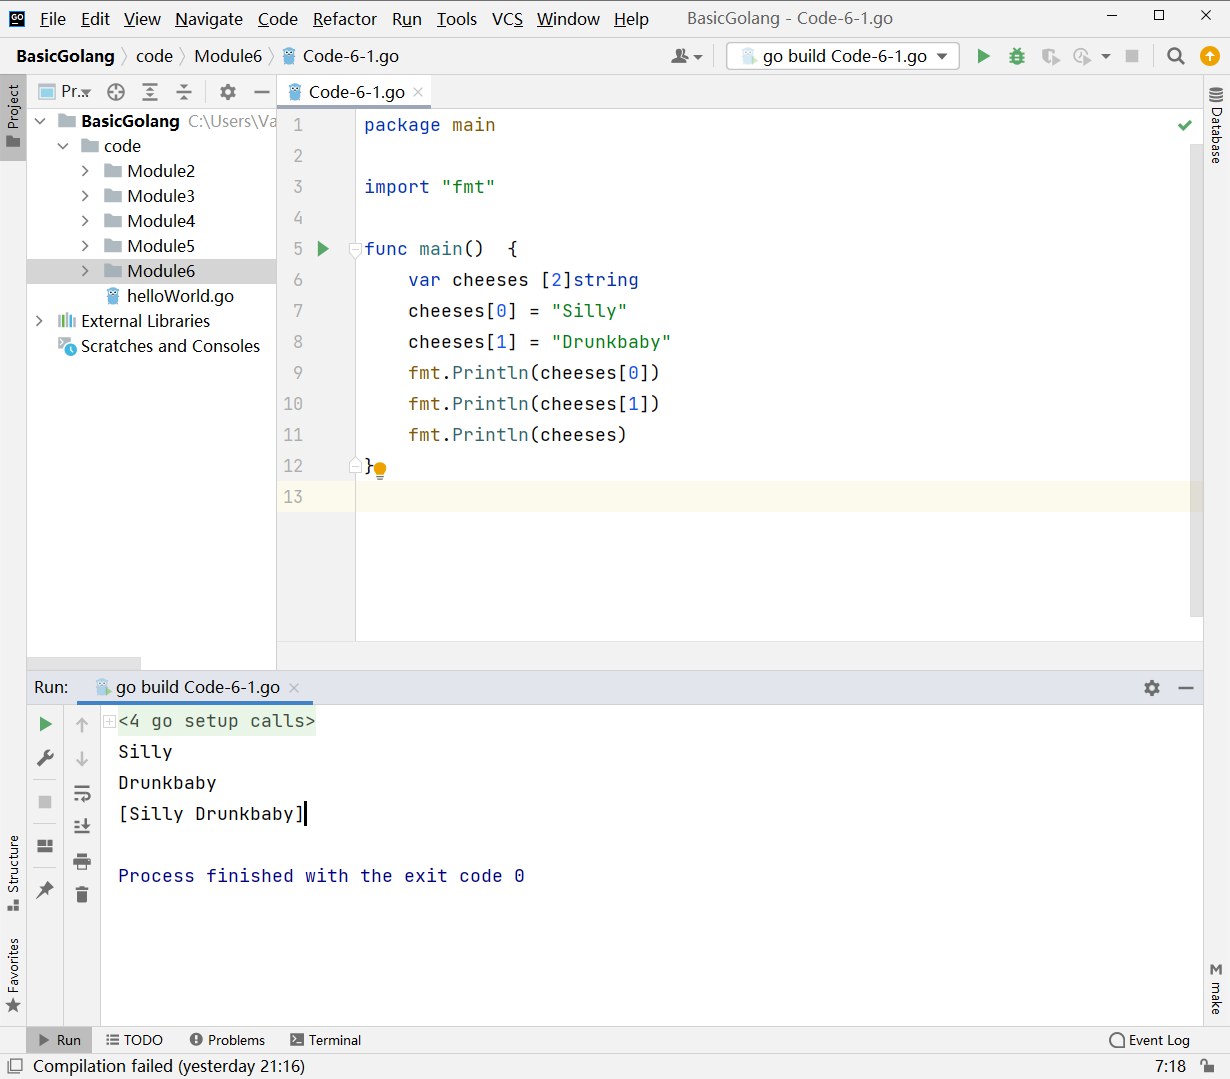 File Edit View Navigate Code Refactor Run Tools VCS Window Help BasicGolang - Code-6-1.go
BasicGolang code Module6 Code-6-1.go go build Code-6-1.go
Project
Pr...
Code-6-1.go
BasicGolang C:\Users\Va
code
Module2
Module3
Module4
Module5
Module6
helloWorld.go
External Libraries
Scratches and Consoles
1 package main
2
3 import "fmt"
4
5 func main()  {
6     var cheeses [2]string
7     cheeses[0] = "Silly"
8     cheeses[1] = "Drunkbaby"
9     fmt.Println(cheeses[0])
10     fmt.Println(cheeses[1])
11     fmt.Println(cheeses)
12 }
13
Database
Run: go build Code-6-1.go
<4 go setup calls>
Silly
Drunkbaby
[Silly Drunkbaby]
Process finished with the exit code 0
Structure
Favorites
make
Run TODO Problems Terminal Event Log
Compilation failed (yesterday 21:16) 7:18